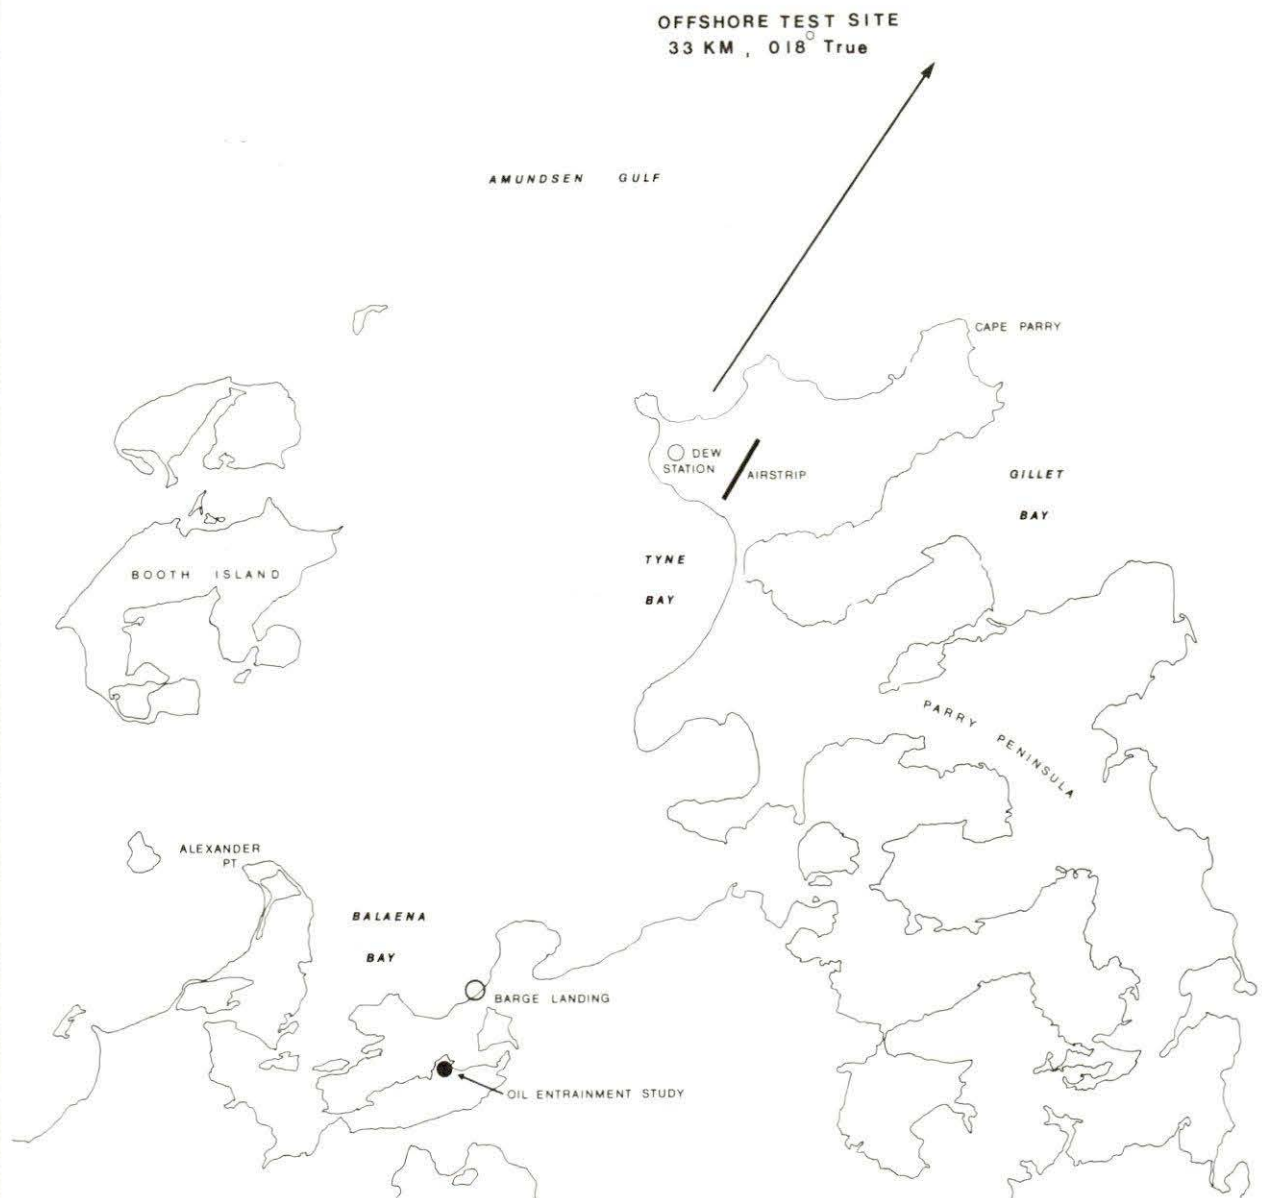 OFFSHORE TEST SITE
33 KM , 018° True
AMUNDSEN GULF
CAPE PARRY
DEW
STATION
AIRSTRIP
GILLET
BAY
TYNE
BAY
BOOTH ISLAND
PARRY PENINSULA
ALEXANDER
PT
BALAENA
BAY
BARGE LANDING
OIL ENTRAINMENT STUDY